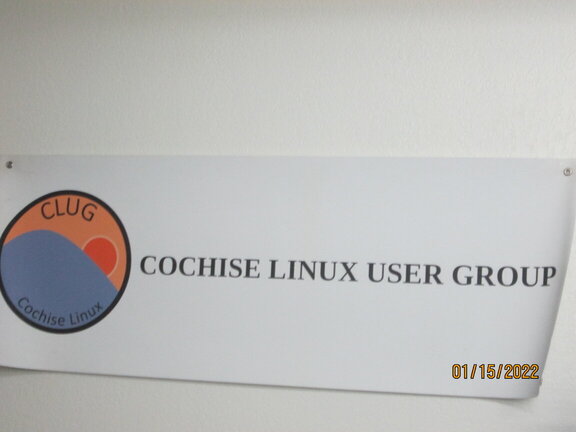 CLUG
Cochise Linux
COCHISE LINUX USER GROUP
01/15/2022